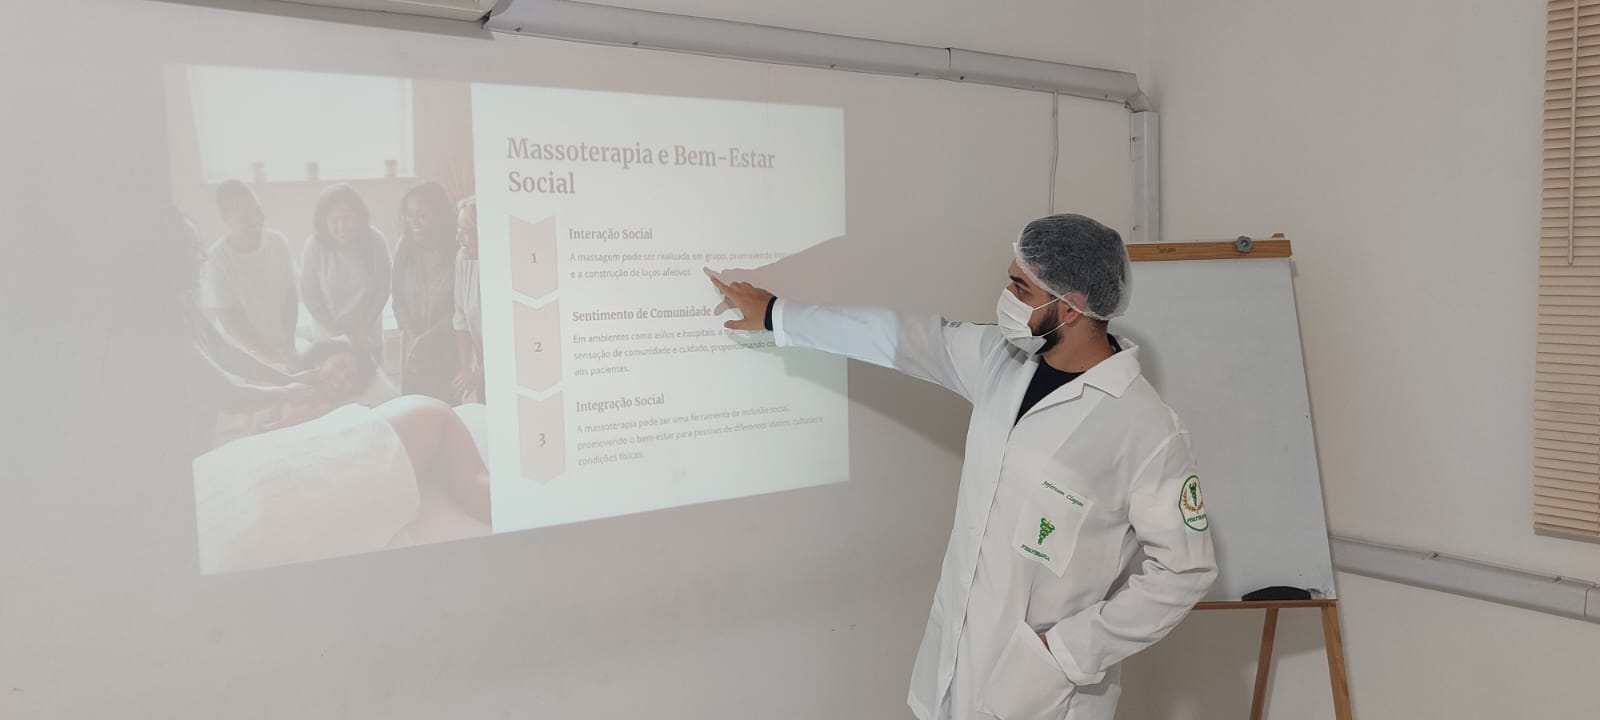 Massoterapia e Bem-Estar
Social
1
Interação Social
A massagem pode ser realizada em grupo, promovendo
e a construção de laços afetivos.
2
Sentimento de Comunidade
Em ambientes como asilos e hospitais, a
sensação de comunidade e cuidado, proporcionando
aos pacientes.
3
Integração Social
A massoterapia pode ser uma ferramenta de inclusão social,
promovendo o bem-estar para pessoas de diferentes idades, culturas e
condições físicas.
FISIOTERAPIA